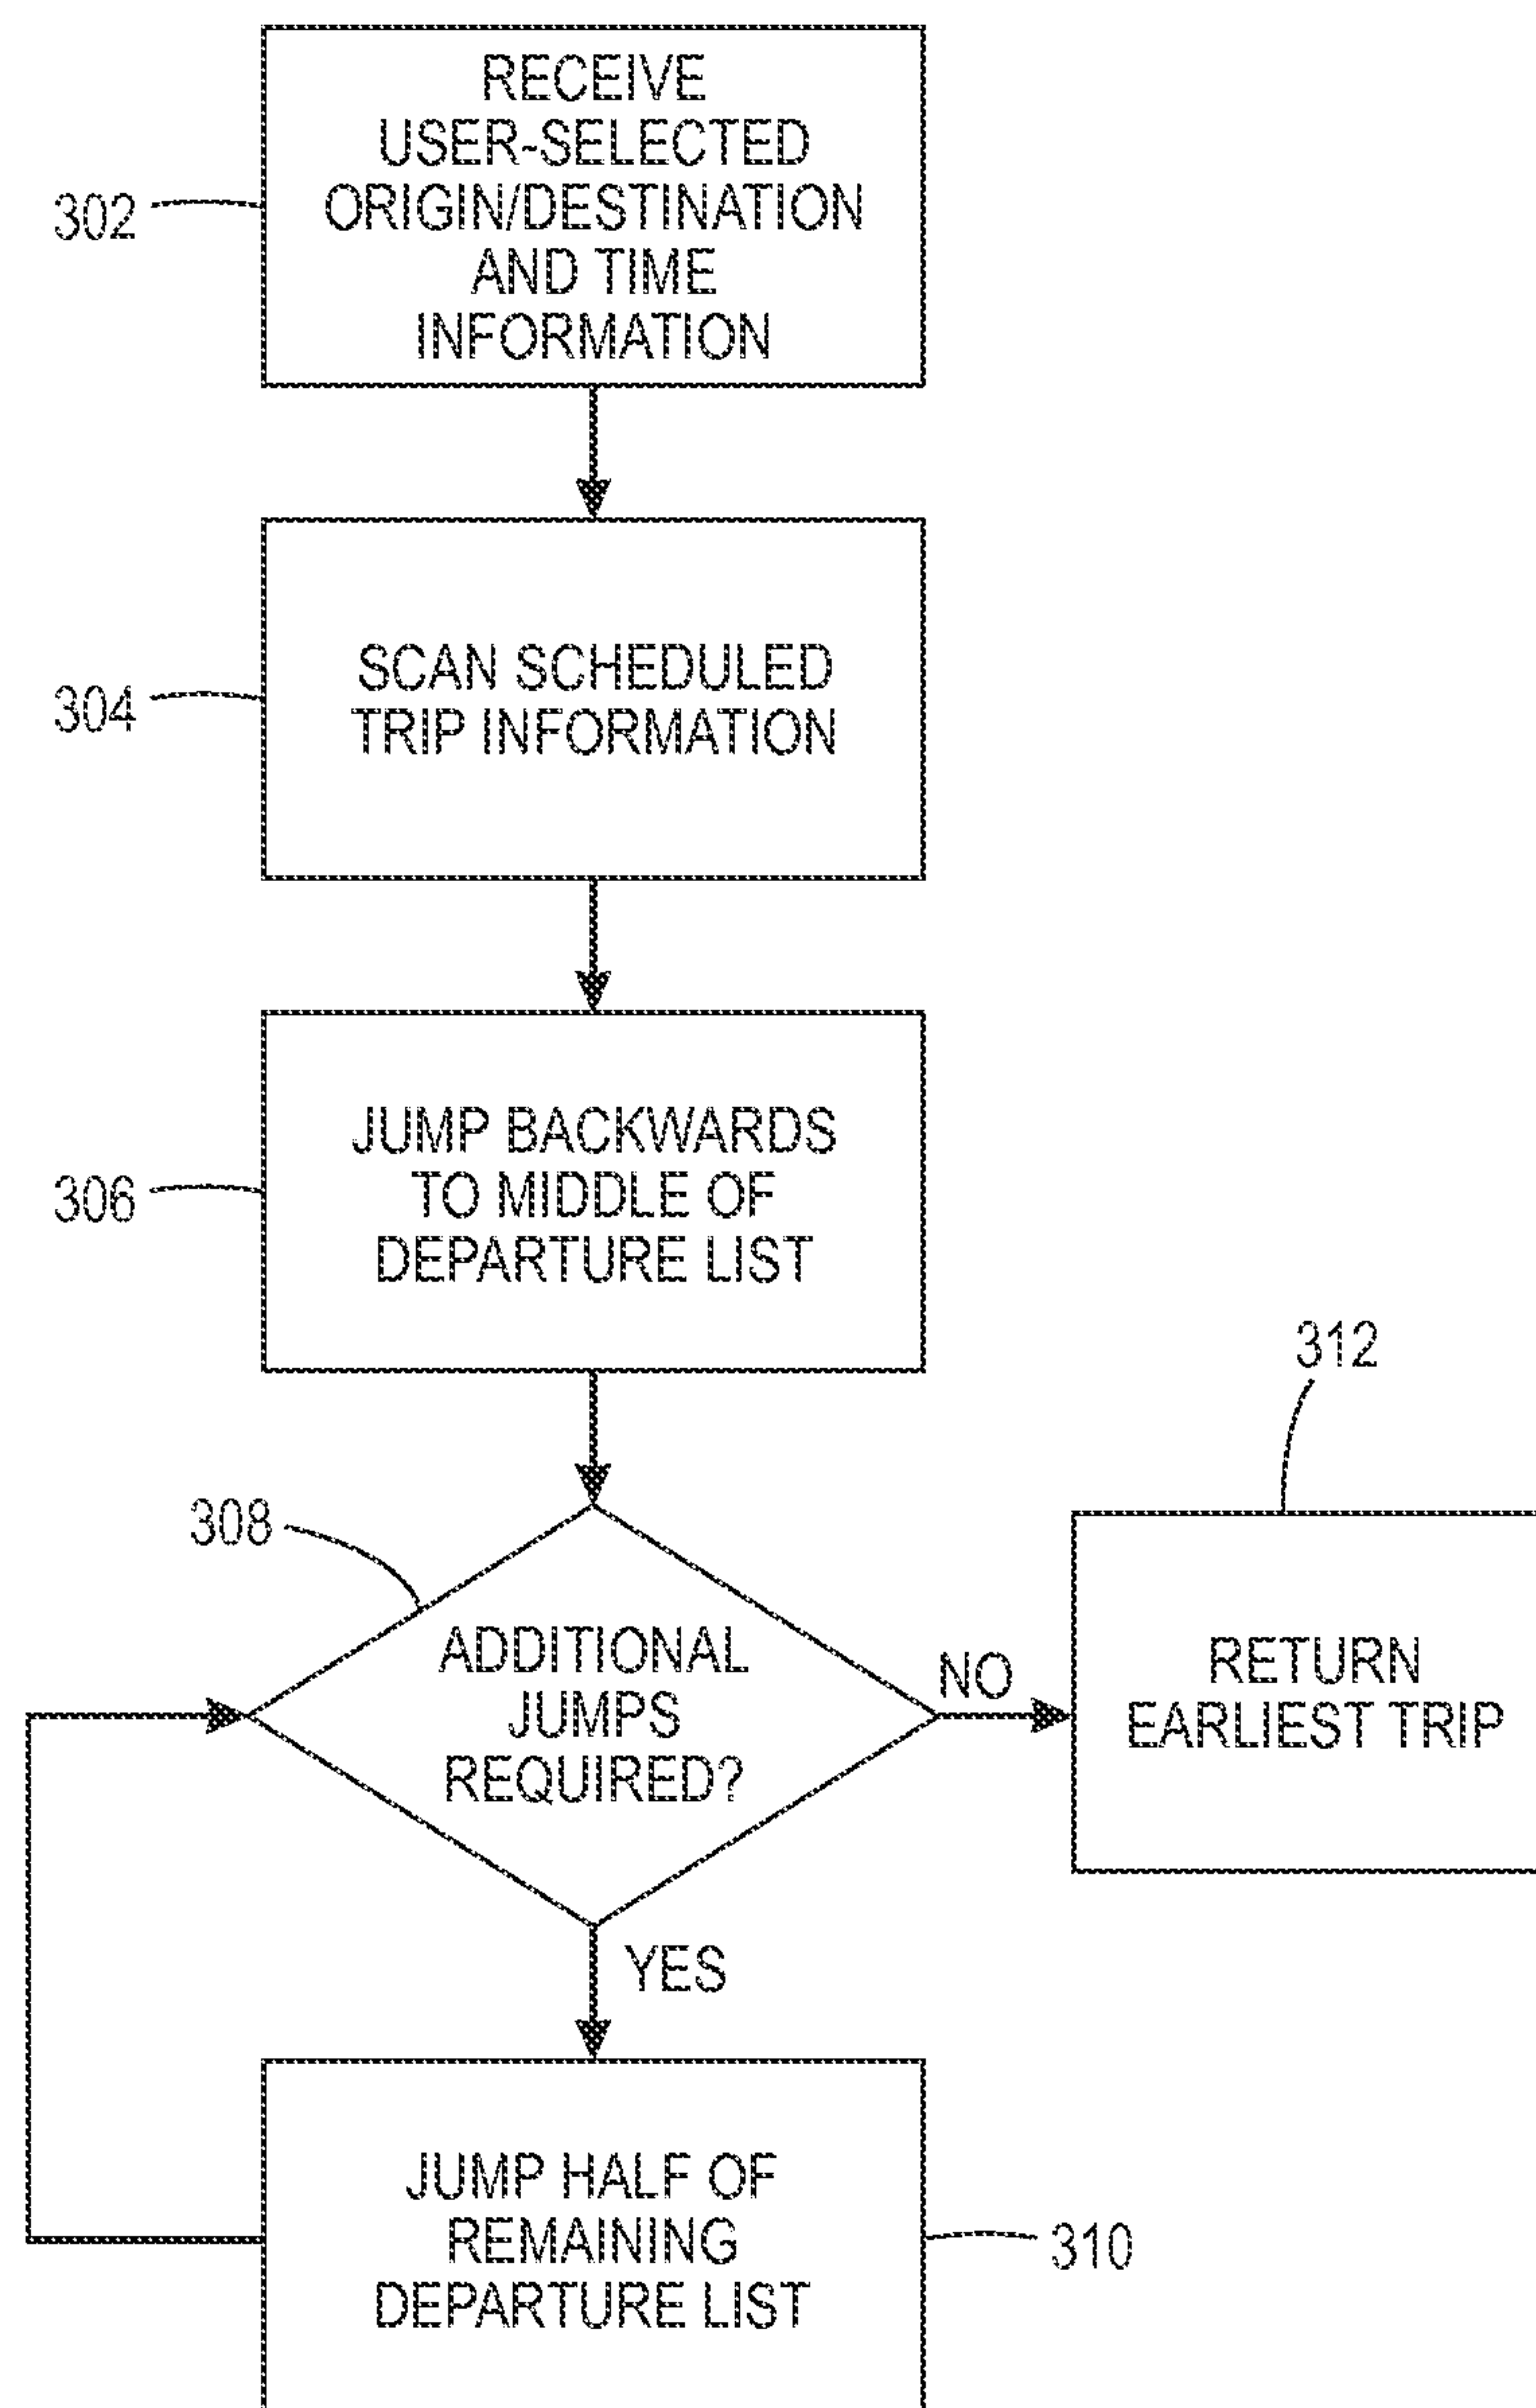 RECEIVE
USER-SELECTED
ORIGIN/DESTINATION
AND TIME
INFORMATION
302
SCAN SCHEDULED
TRIP INFORMATION
304
JUMP BACKWARDS
TO MIDDLE OF
DEPARTURE LIST
306
312
308
ADDITIONAL
JUMPS
REQUIRED?
NO
RETURN
EARLIEST TRIP
YES
JUMP HALF OF
REMAINING
DEPARTURE LIST
310